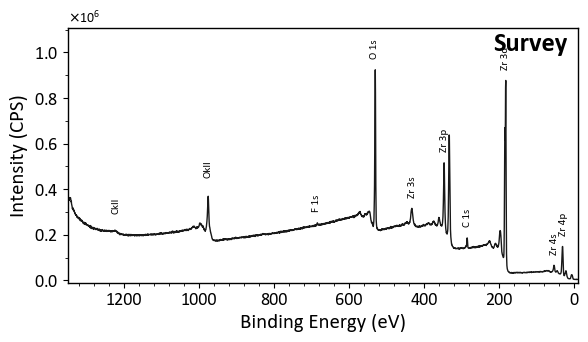 ×10⁶
Survey
Intensity (CPS)
1.0
0.8
0.6
0.4
0.2
0.0
CKll
OKll
F 1s
O 1s
Zr 3s
Zr 3p
C 1s
Zr 3d
Zr 4s
Zr 4p
1200 1000 800 600 400 200 0
Binding Energy (eV)